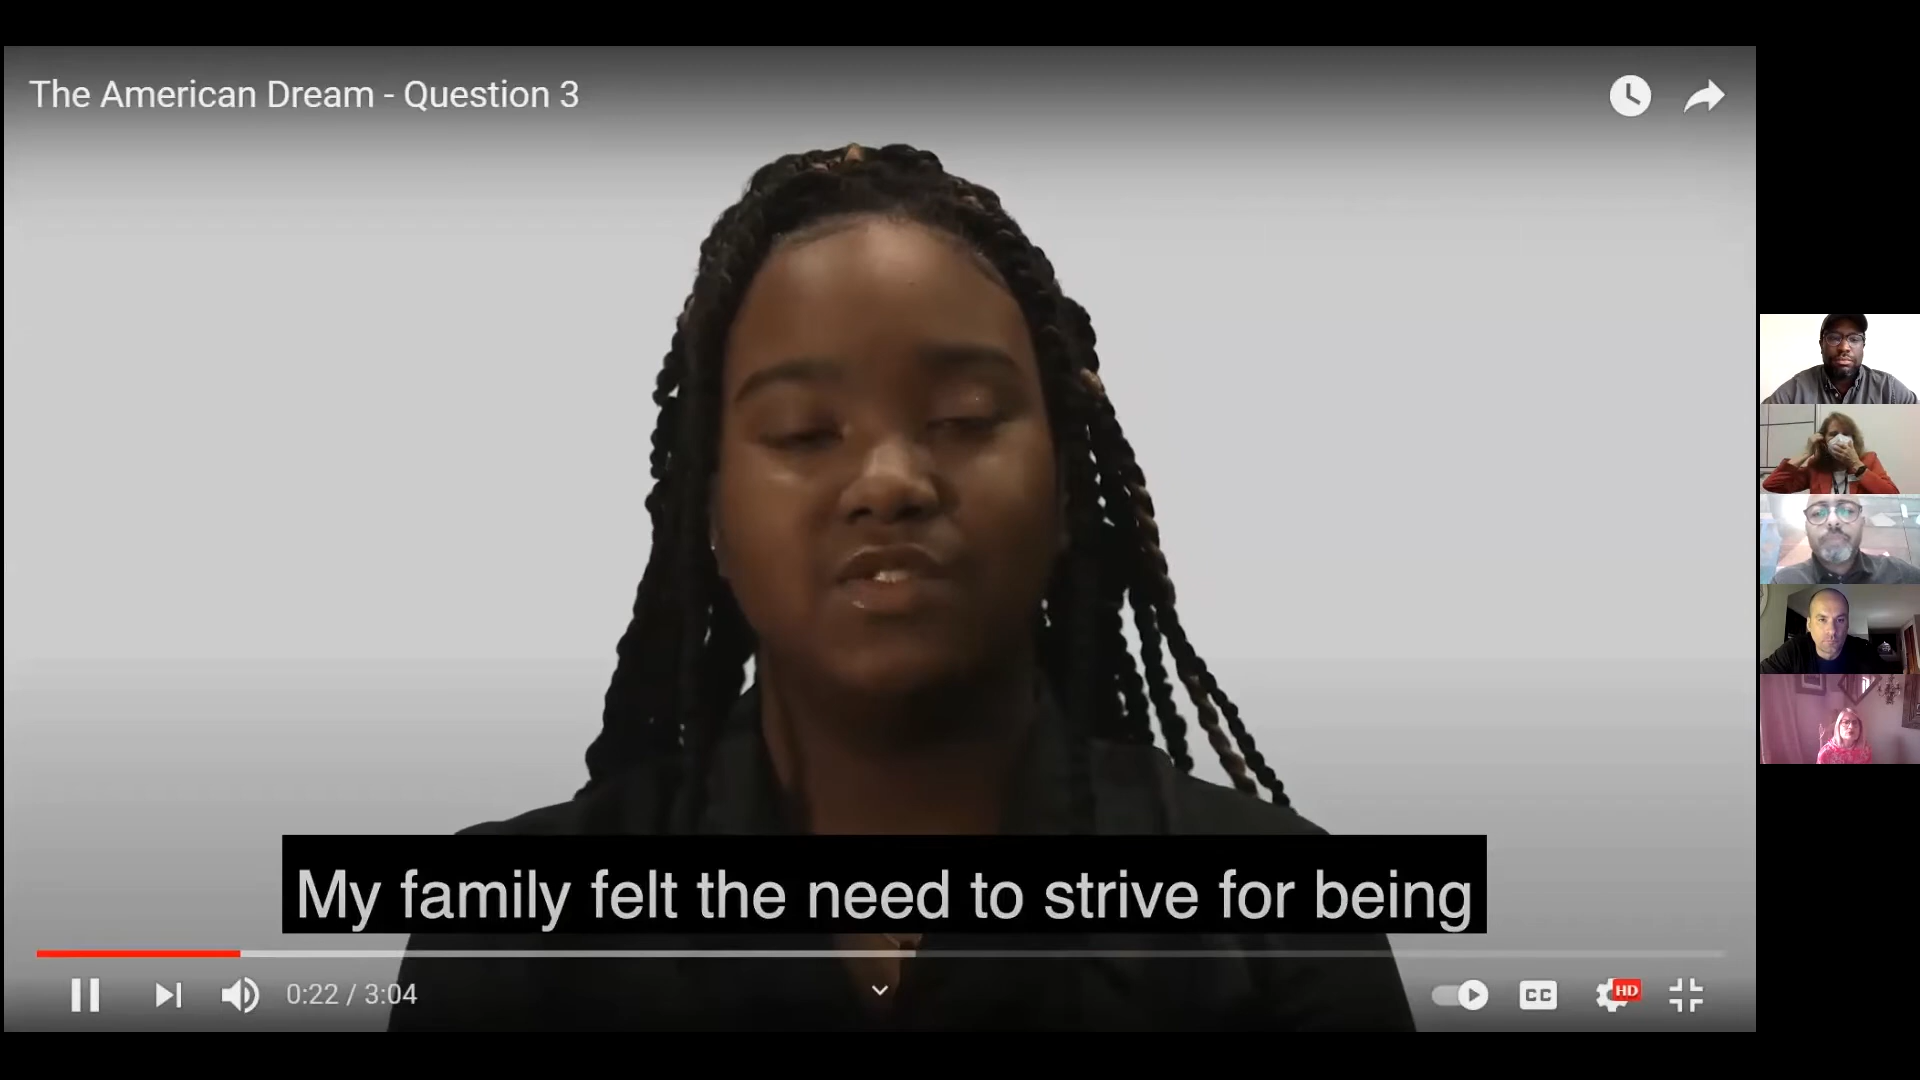 The American Dream - Question 3
My family felt the need to strive for being
0:22 / 3:04
CC
HD